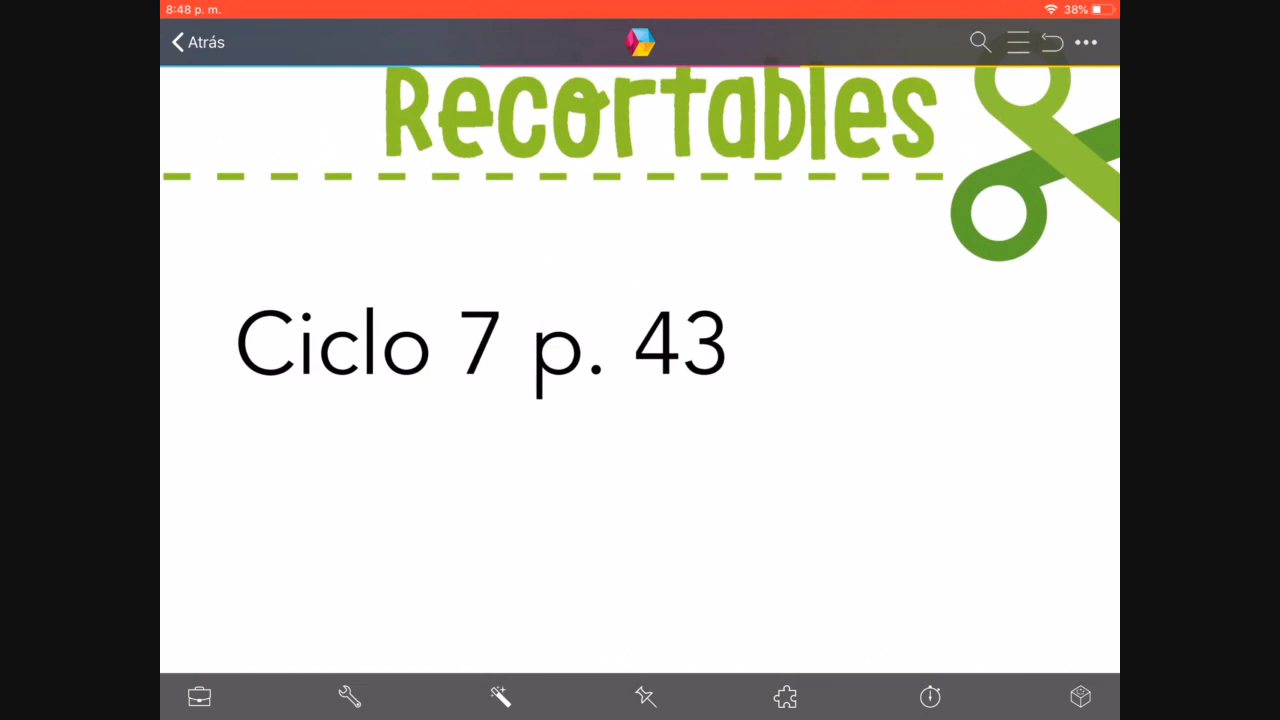 8:48 p. m.
38%
Atrás
Recortables
Ciclo 7 p. 43